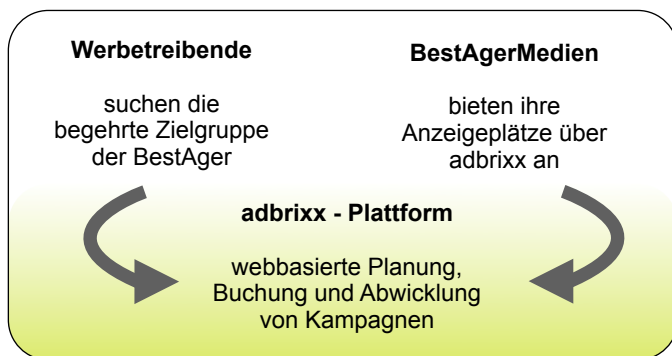 Werbetreibende
suchen die
begehrte Zielgruppe
der BestAger
BestAgerMedien
bieten ihre
Anzeigeplätze über
adbrixx an
adbrixx - Plattform
webbasierte Planung,
Buchung und Abwicklung
von Kampagnen